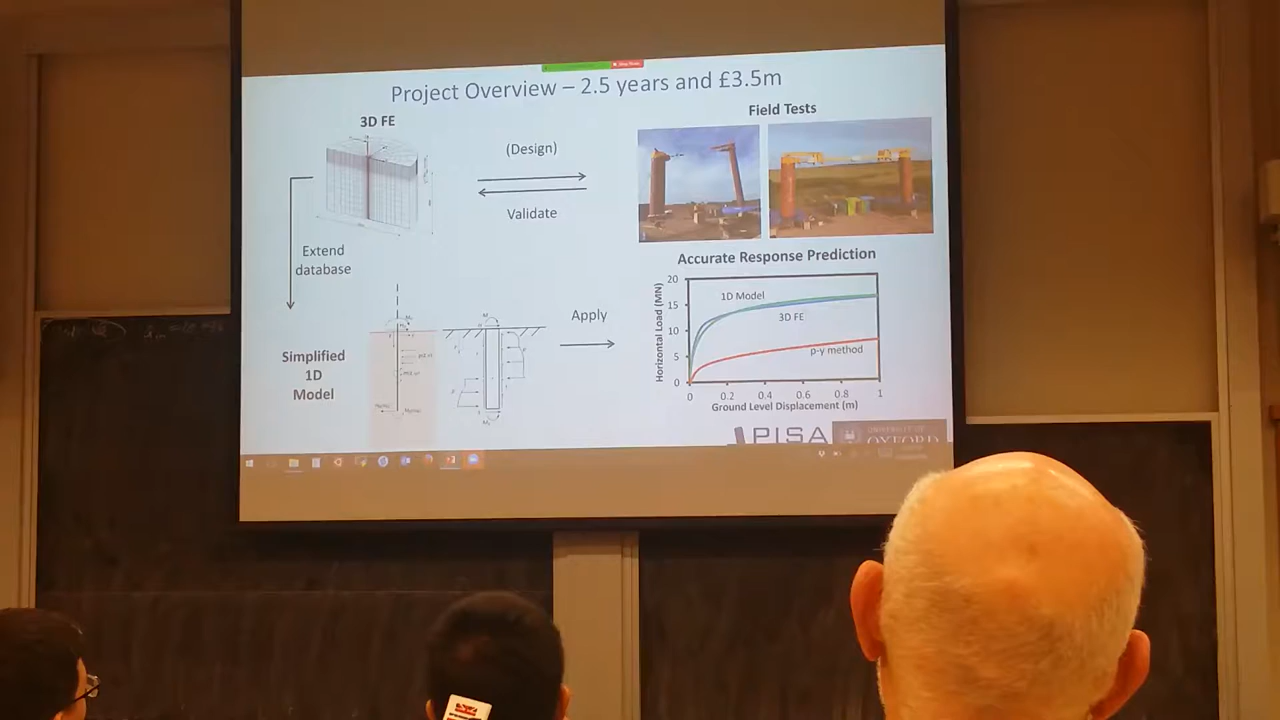 Project Overview – 2.5 years and £3.5m
3D FE
(Design)
Validate
Field Tests
Extend
database
Accurate Response Prediction
Simplified
1D
Model
Apply
Horizontal Load (MN)
20
15
10
5
0
1D Model
3D FE
p-y method
0 0.2 0.4 0.6 0.8 1
Ground Level Displacement (m)
PISA
UNIVERSITY OF
OXFORD